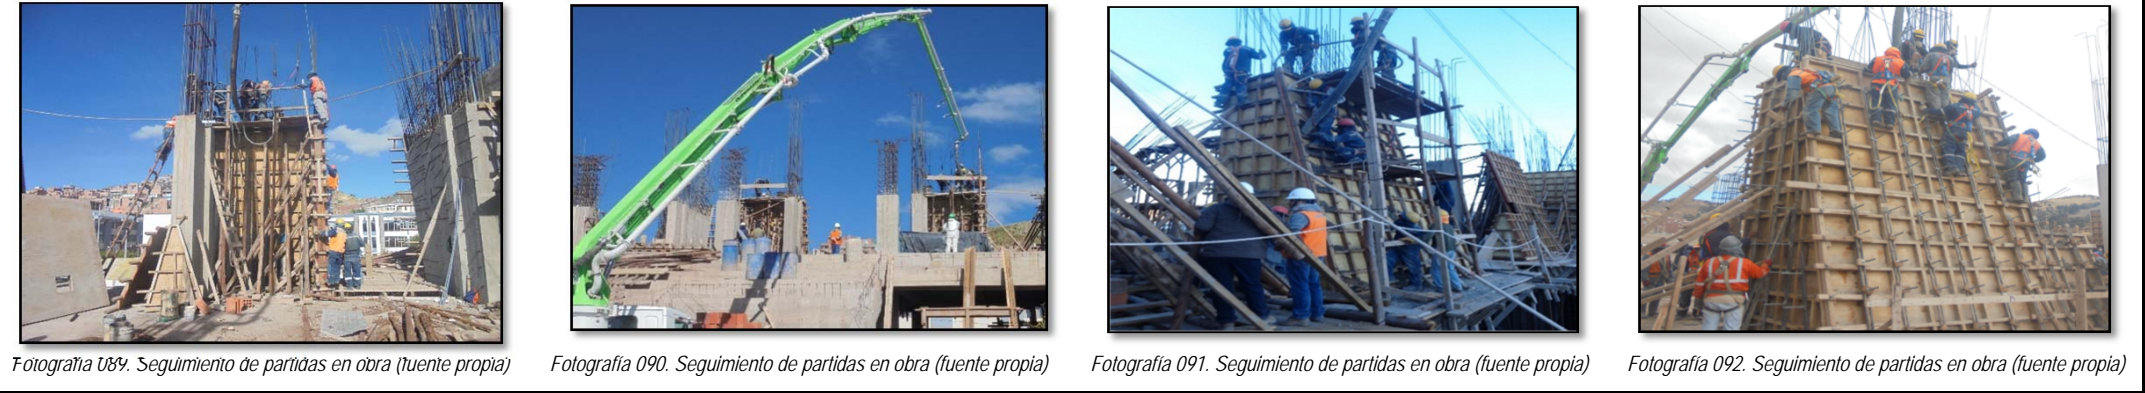 Fotografía 089. Seguimiento de partidas en obra (fuente propia)
Fotografía 090. Seguimiento de partidas en obra (fuente propia)
Fotografía 091. Seguimiento de partidas en obra (fuente propia)
Fotografía 092. Seguimiento de partidas en obra (fuente propia)